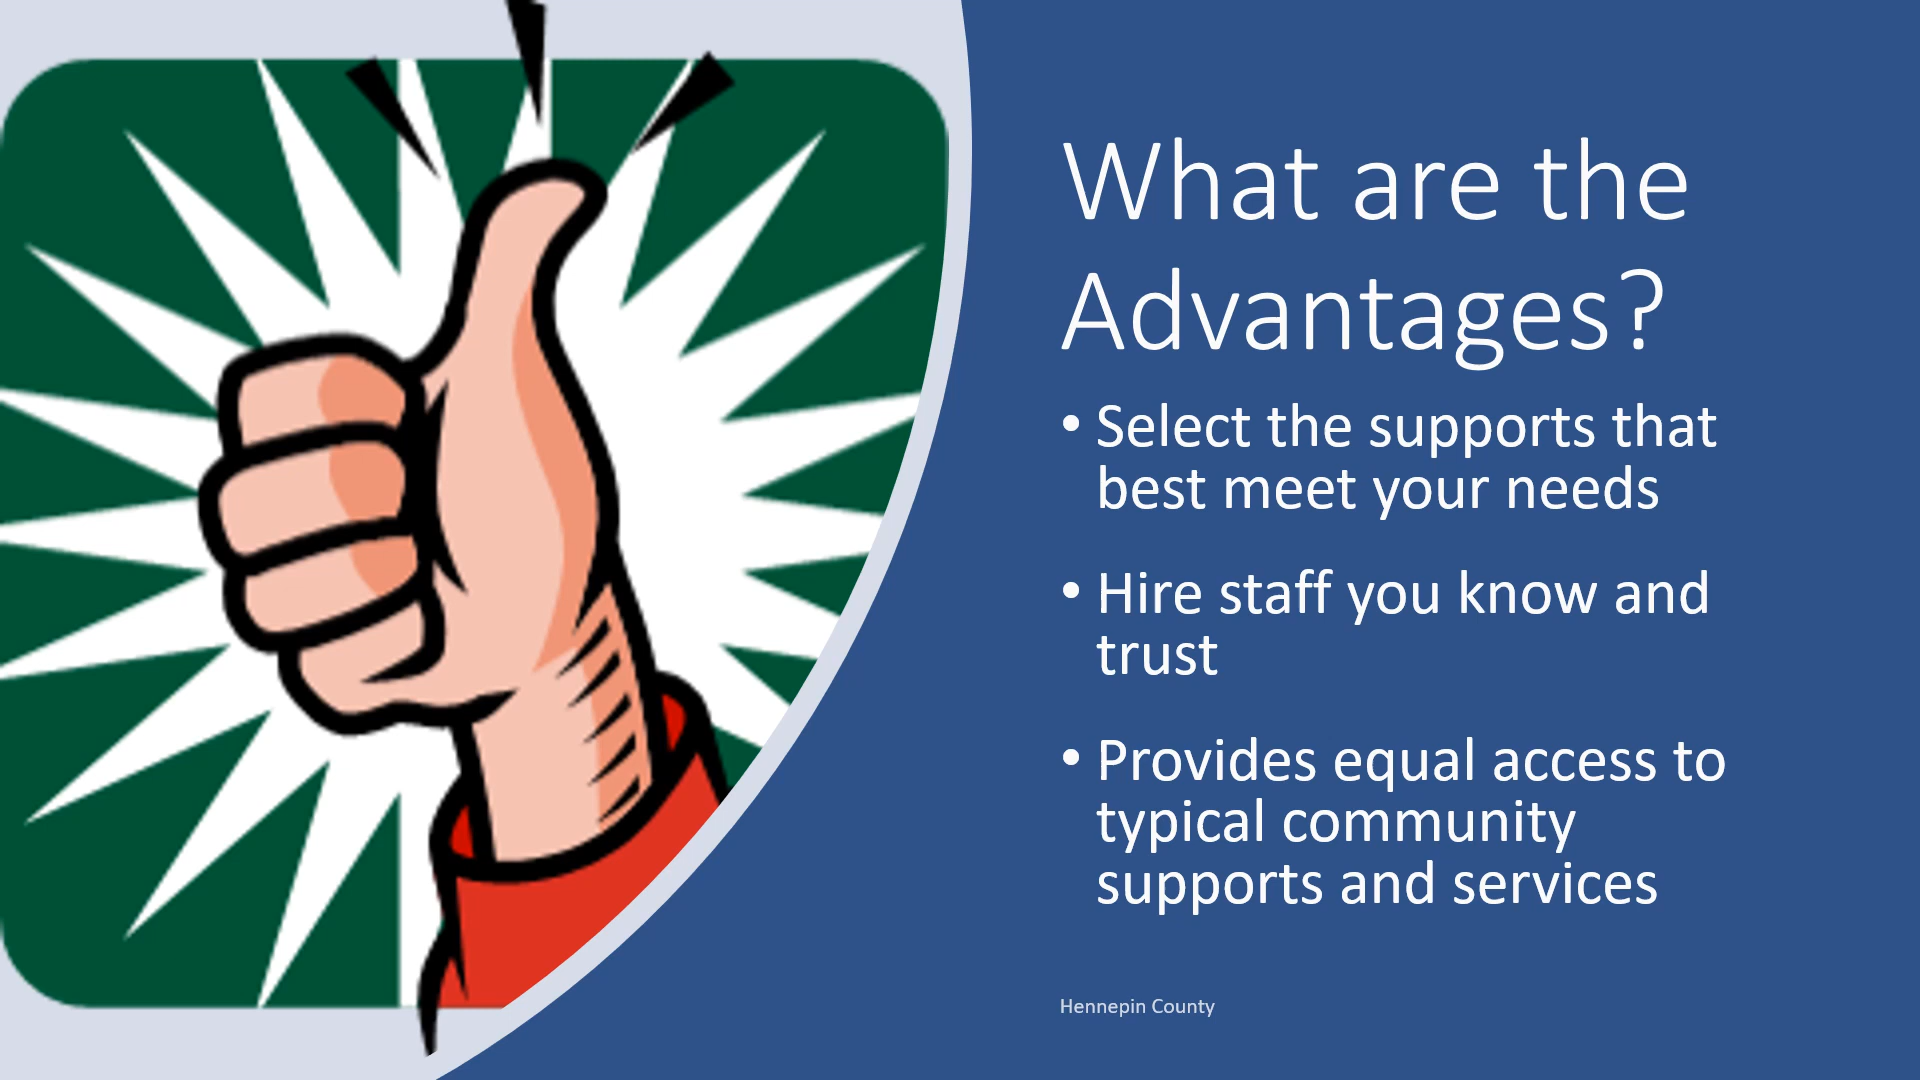 What are the
Advantages?
• Select the supports that
best meet your needs
• Hire staff you know and
trust
• Provides equal access to
typical community
supports and services
Hennepin County